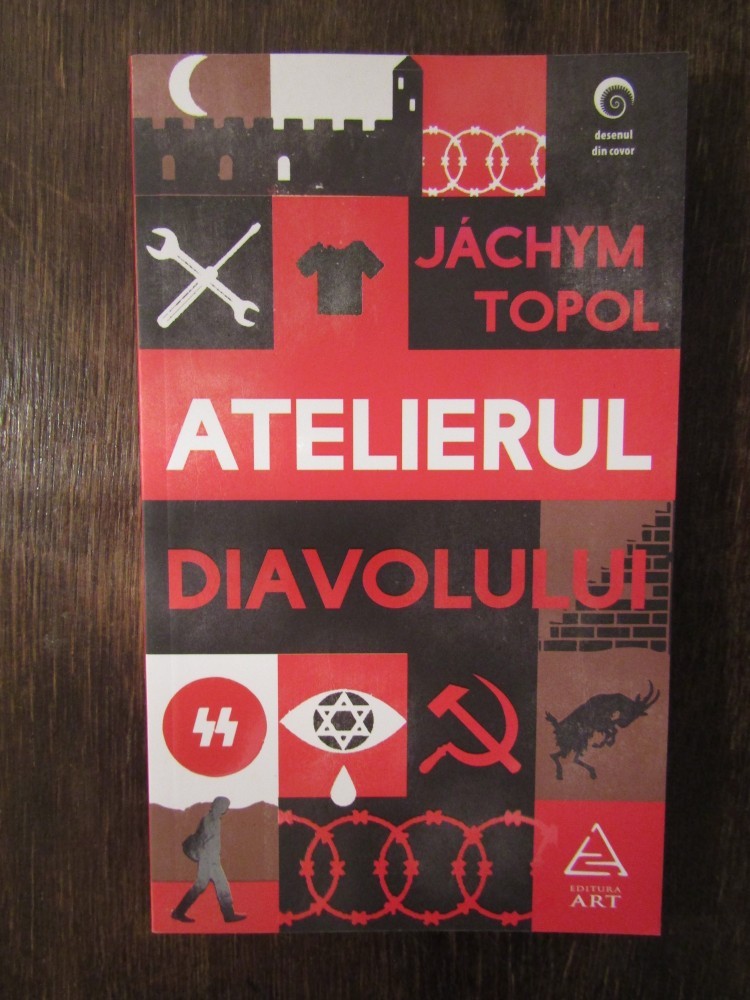 desenul
din covor
JÁCHYM
TOPOL
ATELIERUL
DIAVOLULUI
EDITURA
ART